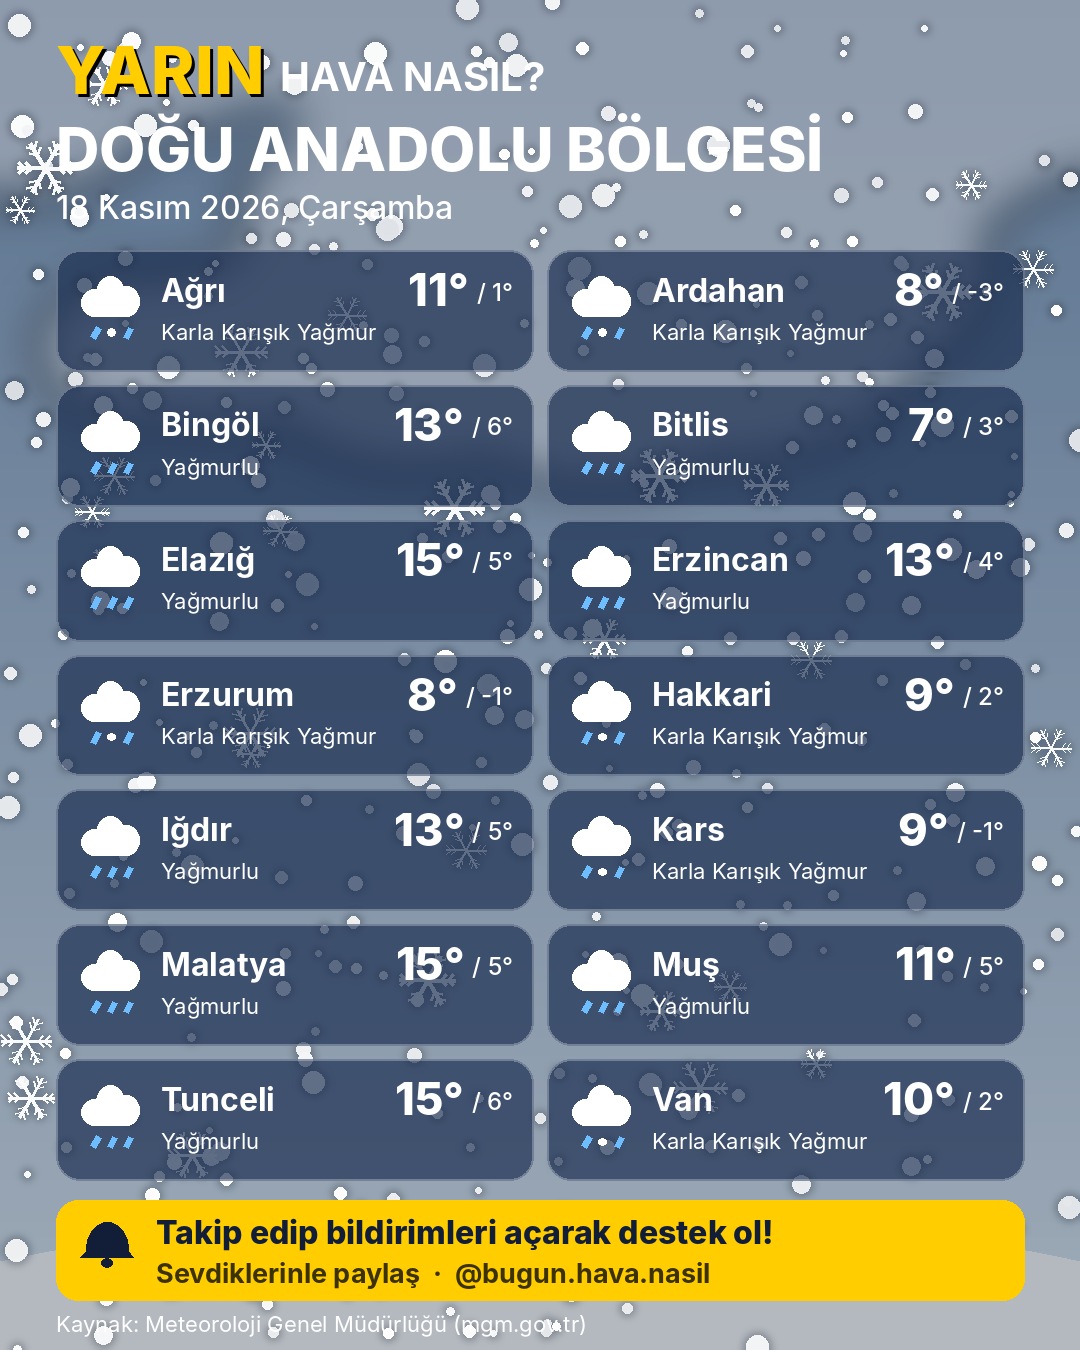 YARIN HAVA NASIL?
DOĞU ANADOLU BÖLGESİ
18 Kasım 2026, Çarşamba
Ağrı 11° / 1°
Karla Karışık Yağmur
Ardahan 8° / -3°
Karla Karışık Yağmur
Bingöl 13° / 6°
Yağmurlu
Bitlis 7° / 3°
Yağmurlu
Elazığ 15° / 5°
Yağmurlu
Erzincan 13° / 4°
Yağmurlu
Erzurum 8° / -1°
Karla Karışık Yağmur
Hakkari 9° / 2°
Karla Karışık Yağmur
Iğdır 13° / 5°
Yağmurlu
Kars 9° / -1°
Karla Karışık Yağmur
Malatya 15° / 5°
Yağmurlu
Muş 11° / 5°
Yağmurlu
Tunceli 15° / 6°
Yağmurlu
Van 10° / 2°
Karla Karışık Yağmur
Takip edip bildirimleri açarak destek ol!
Sevdiklerinle paylaş · @bugun.hava.nasil
Kaynak: Meteoroloji Genel Müdürlüğü (mgm.gov.tr)